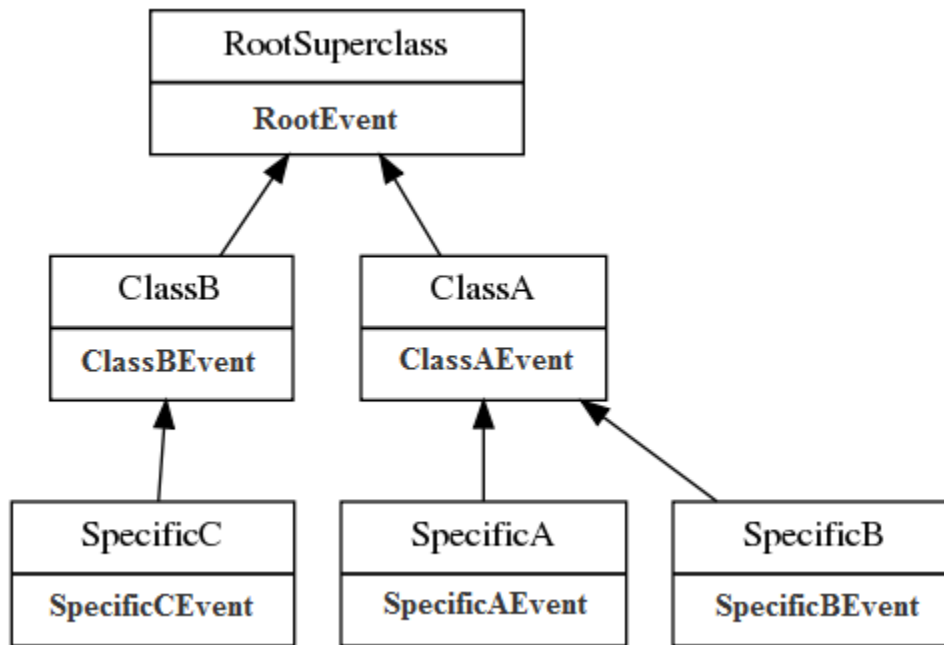 RootSuperclass
RootEvent
ClassB
ClassBEvent
ClassA
ClassAEvent
SpecificC
SpecificCEvent
SpecificA
SpecificAEvent
SpecificB
SpecificBEvent